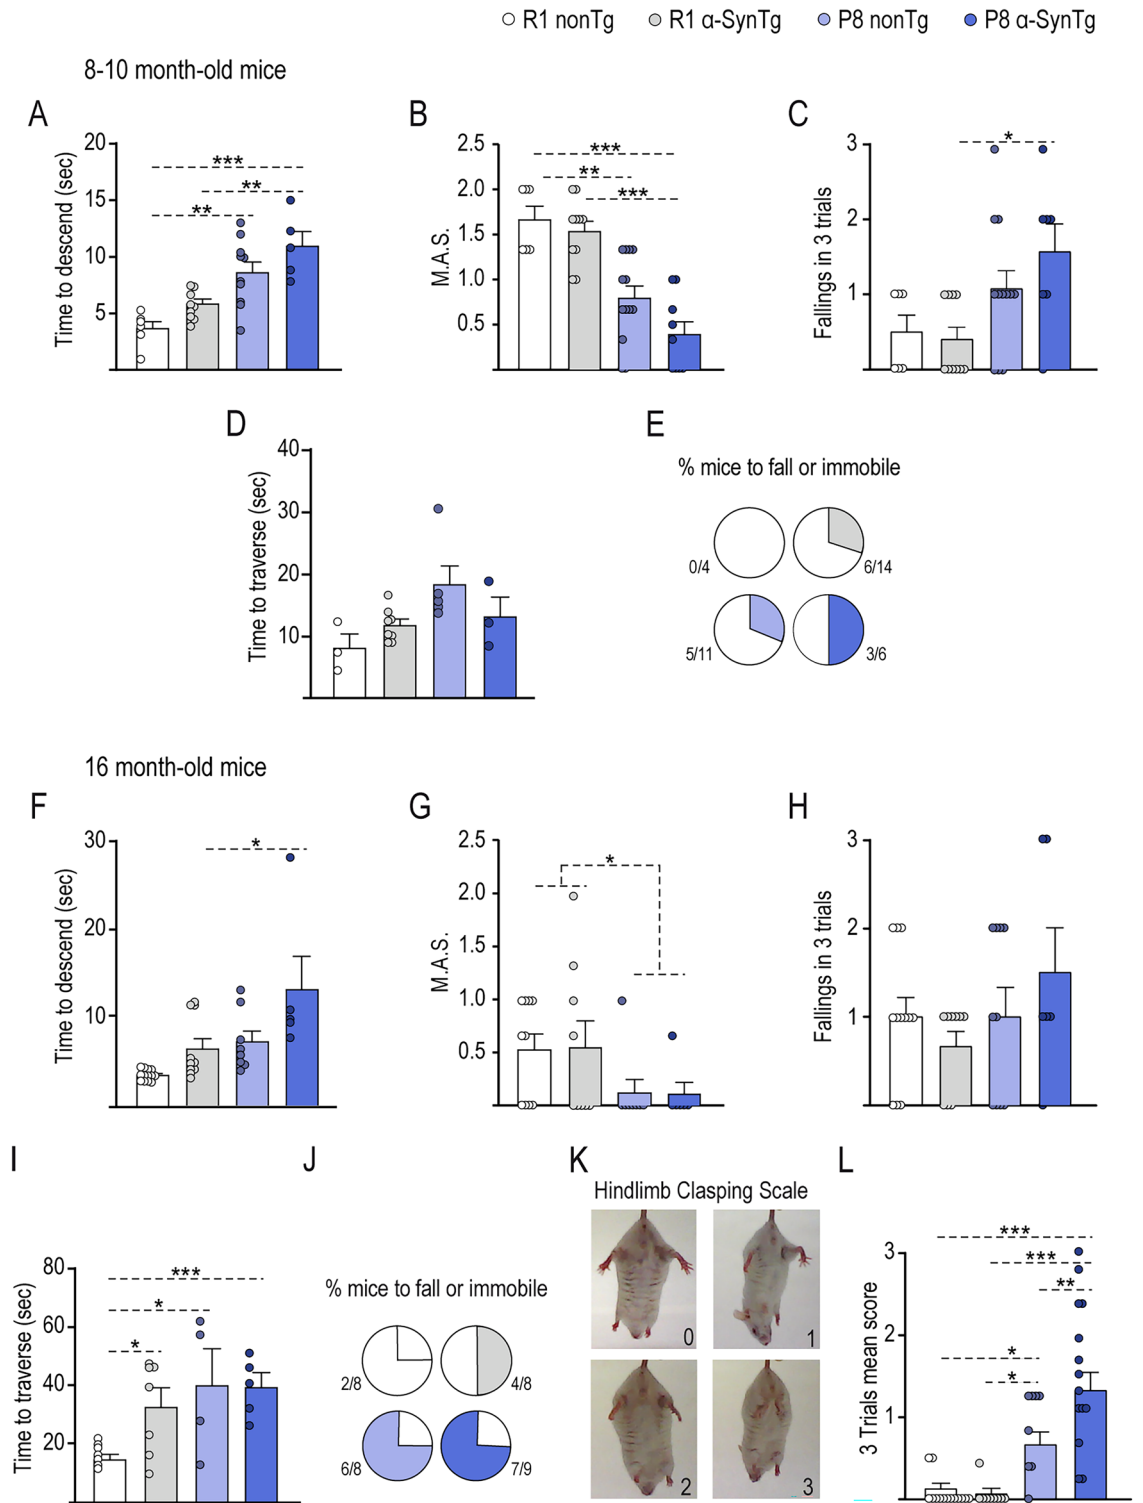 R1 nonTg R1 α-SynTg P8 nonTg P8 α-SynTg
8-10 month-old mice
A
B
C
Time to descend (sec)
20
15
10
5
***
**
**
M.A.S.
2.5
2.0
1.5
1.0
0.5
***
**
***
Fallings in 3 trials
3
2
1
*
D
E
Time to traverse (sec)
40
30
20
10
% mice to fall or immobile
0/4
6/14
5/11
3/6
16 month-old mice
F
G
H
Time to descend (sec)
30
20
10
*
M.A.S.
2.5
2.0
1.5
1.0
0.5
*
Fallings in 3 trials
3
2
1
I
J
K
L
Time to traverse (sec)
80
60
40
20
***
*
*
% mice to fall or immobile
2/8
4/8
6/8
7/9
Hindlimb Clasping Scale
0
1
2
3
3 Trials mean score
3
2
1
***
***
**
*
*